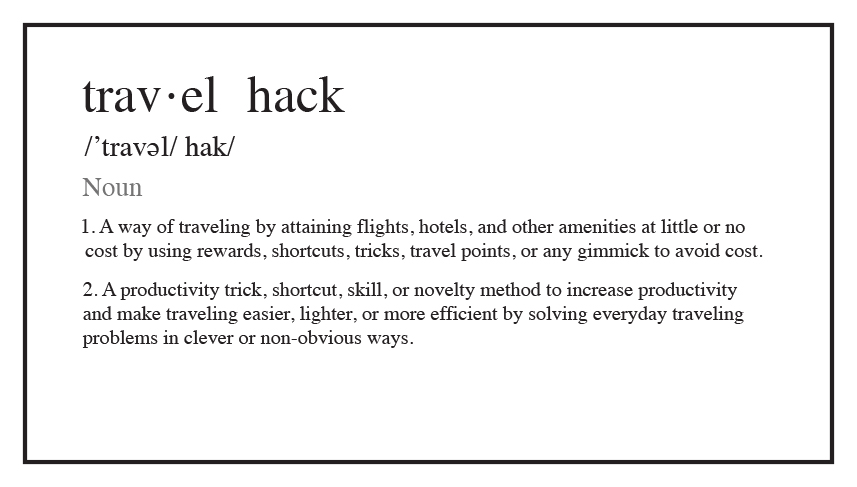 trav·el hack
/’travəl/ hak/
Noun
1. A way of traveling by attaining flights, hotels, and other amenities at little or no
cost by using rewards, shortcuts, tricks, travel points, or any gimmick to avoid cost.
2. A productivity trick, shortcut, skill, or novelty method to increase productivity
and make traveling easier, lighter, or more efficient by solving everyday traveling
problems in clever or non-obvious ways.